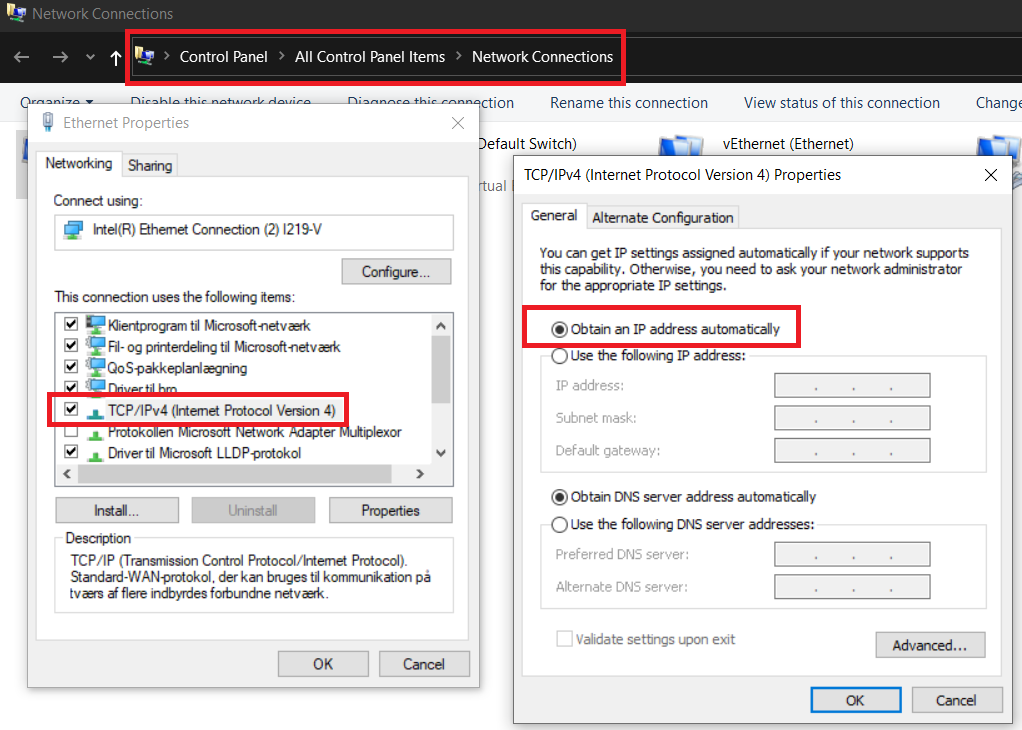 Network Connections
Control Panel > All Control Panel Items > Network Connections
Organize Disable this network device Diagnose this connection Rename this connection View status of this connection Change
Default Switch)
vEthernet (Ethernet)
rtual
Ethernet Properties
Networking Sharing
Connect using:
Intel(R) Ethernet Connection (2) I219-V
Configure...
This connection uses the following items:
Klientprogram til Microsoft-netværk
Fil- og printerdeling til Microsoft-netværk
QoS-pakkeplanlægning
Driver til bro
TCP/IPv4 (Internet Protocol Version 4)
Protokollen Microsoft Network Adapter Multiplexor
Driver til Microsoft LLDP-protokol
Install... Uninstall Properties
Description
TCP/IP (Transmission Control Protocol/Internet Protocol).
Standard-WAN-protokol, der kan bruges til kommunikation på
tværs af flere indbyrdes forbundne netværk.
OK Cancel
TCP/IPv4 (Internet Protocol Version 4) Properties
General Alternate Configuration
You can get IP settings assigned automatically if your network supports
this capability. Otherwise, you need to ask your network administrator
for the appropriate IP settings.
Obtain an IP address automatically
Use the following IP address:
IP address:
Subnet mask:
Default gateway:
Obtain DNS server address automatically
Use the following DNS server addresses:
Preferred DNS server:
Alternate DNS server:
Validate settings upon exit
Advanced...
OK Cancel